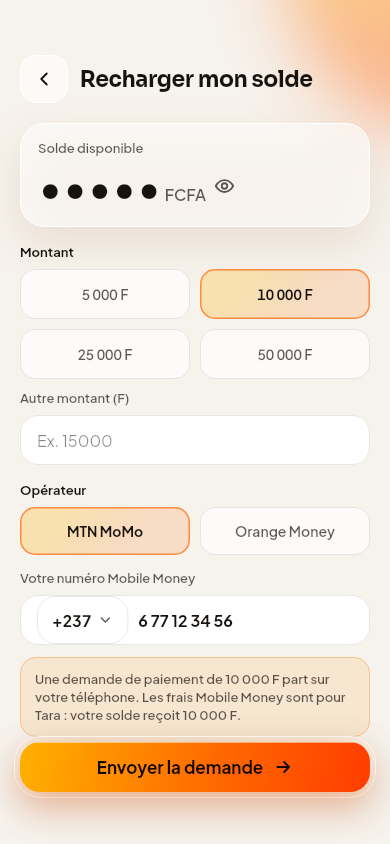 Recharger mon solde
Solde disponible
●●●●● FCFA
Montant
5 000 F
10 000 F
25 000 F
50 000 F
Autre montant (F)
Ex. 15000
Opérateur
MTN MoMo
Orange Money
Votre numéro Mobile Money
+237 6 77 12 34 56
Une demande de paiement de 10 000 F part sur
votre téléphone. Les frais Mobile Money sont pour
Tara : votre solde reçoit 10 000 F.
Envoyer la demande →